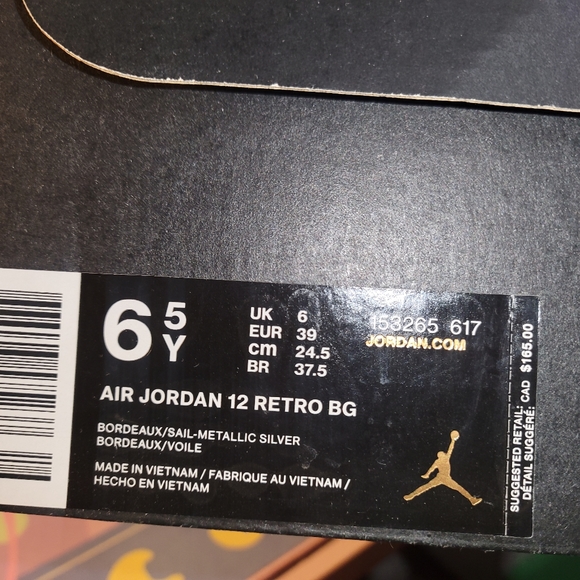 6 5 Y
UK 6
EUR 39
cm 24.5
BR 37.5
153265 617
JORDAN.COM
AIR JORDAN 12 RETRO BG
BORDEAUX/SAIL-METALLIC SILVER
BORDEAUX/VOILE
MADE IN VIETNAM / FABRIQUE AU VIETNAM /
HECHO EN VIETNAM
SUGGESTED RETAIL: CAD $165.00
DÉTAIL SUGGÉRÉ: